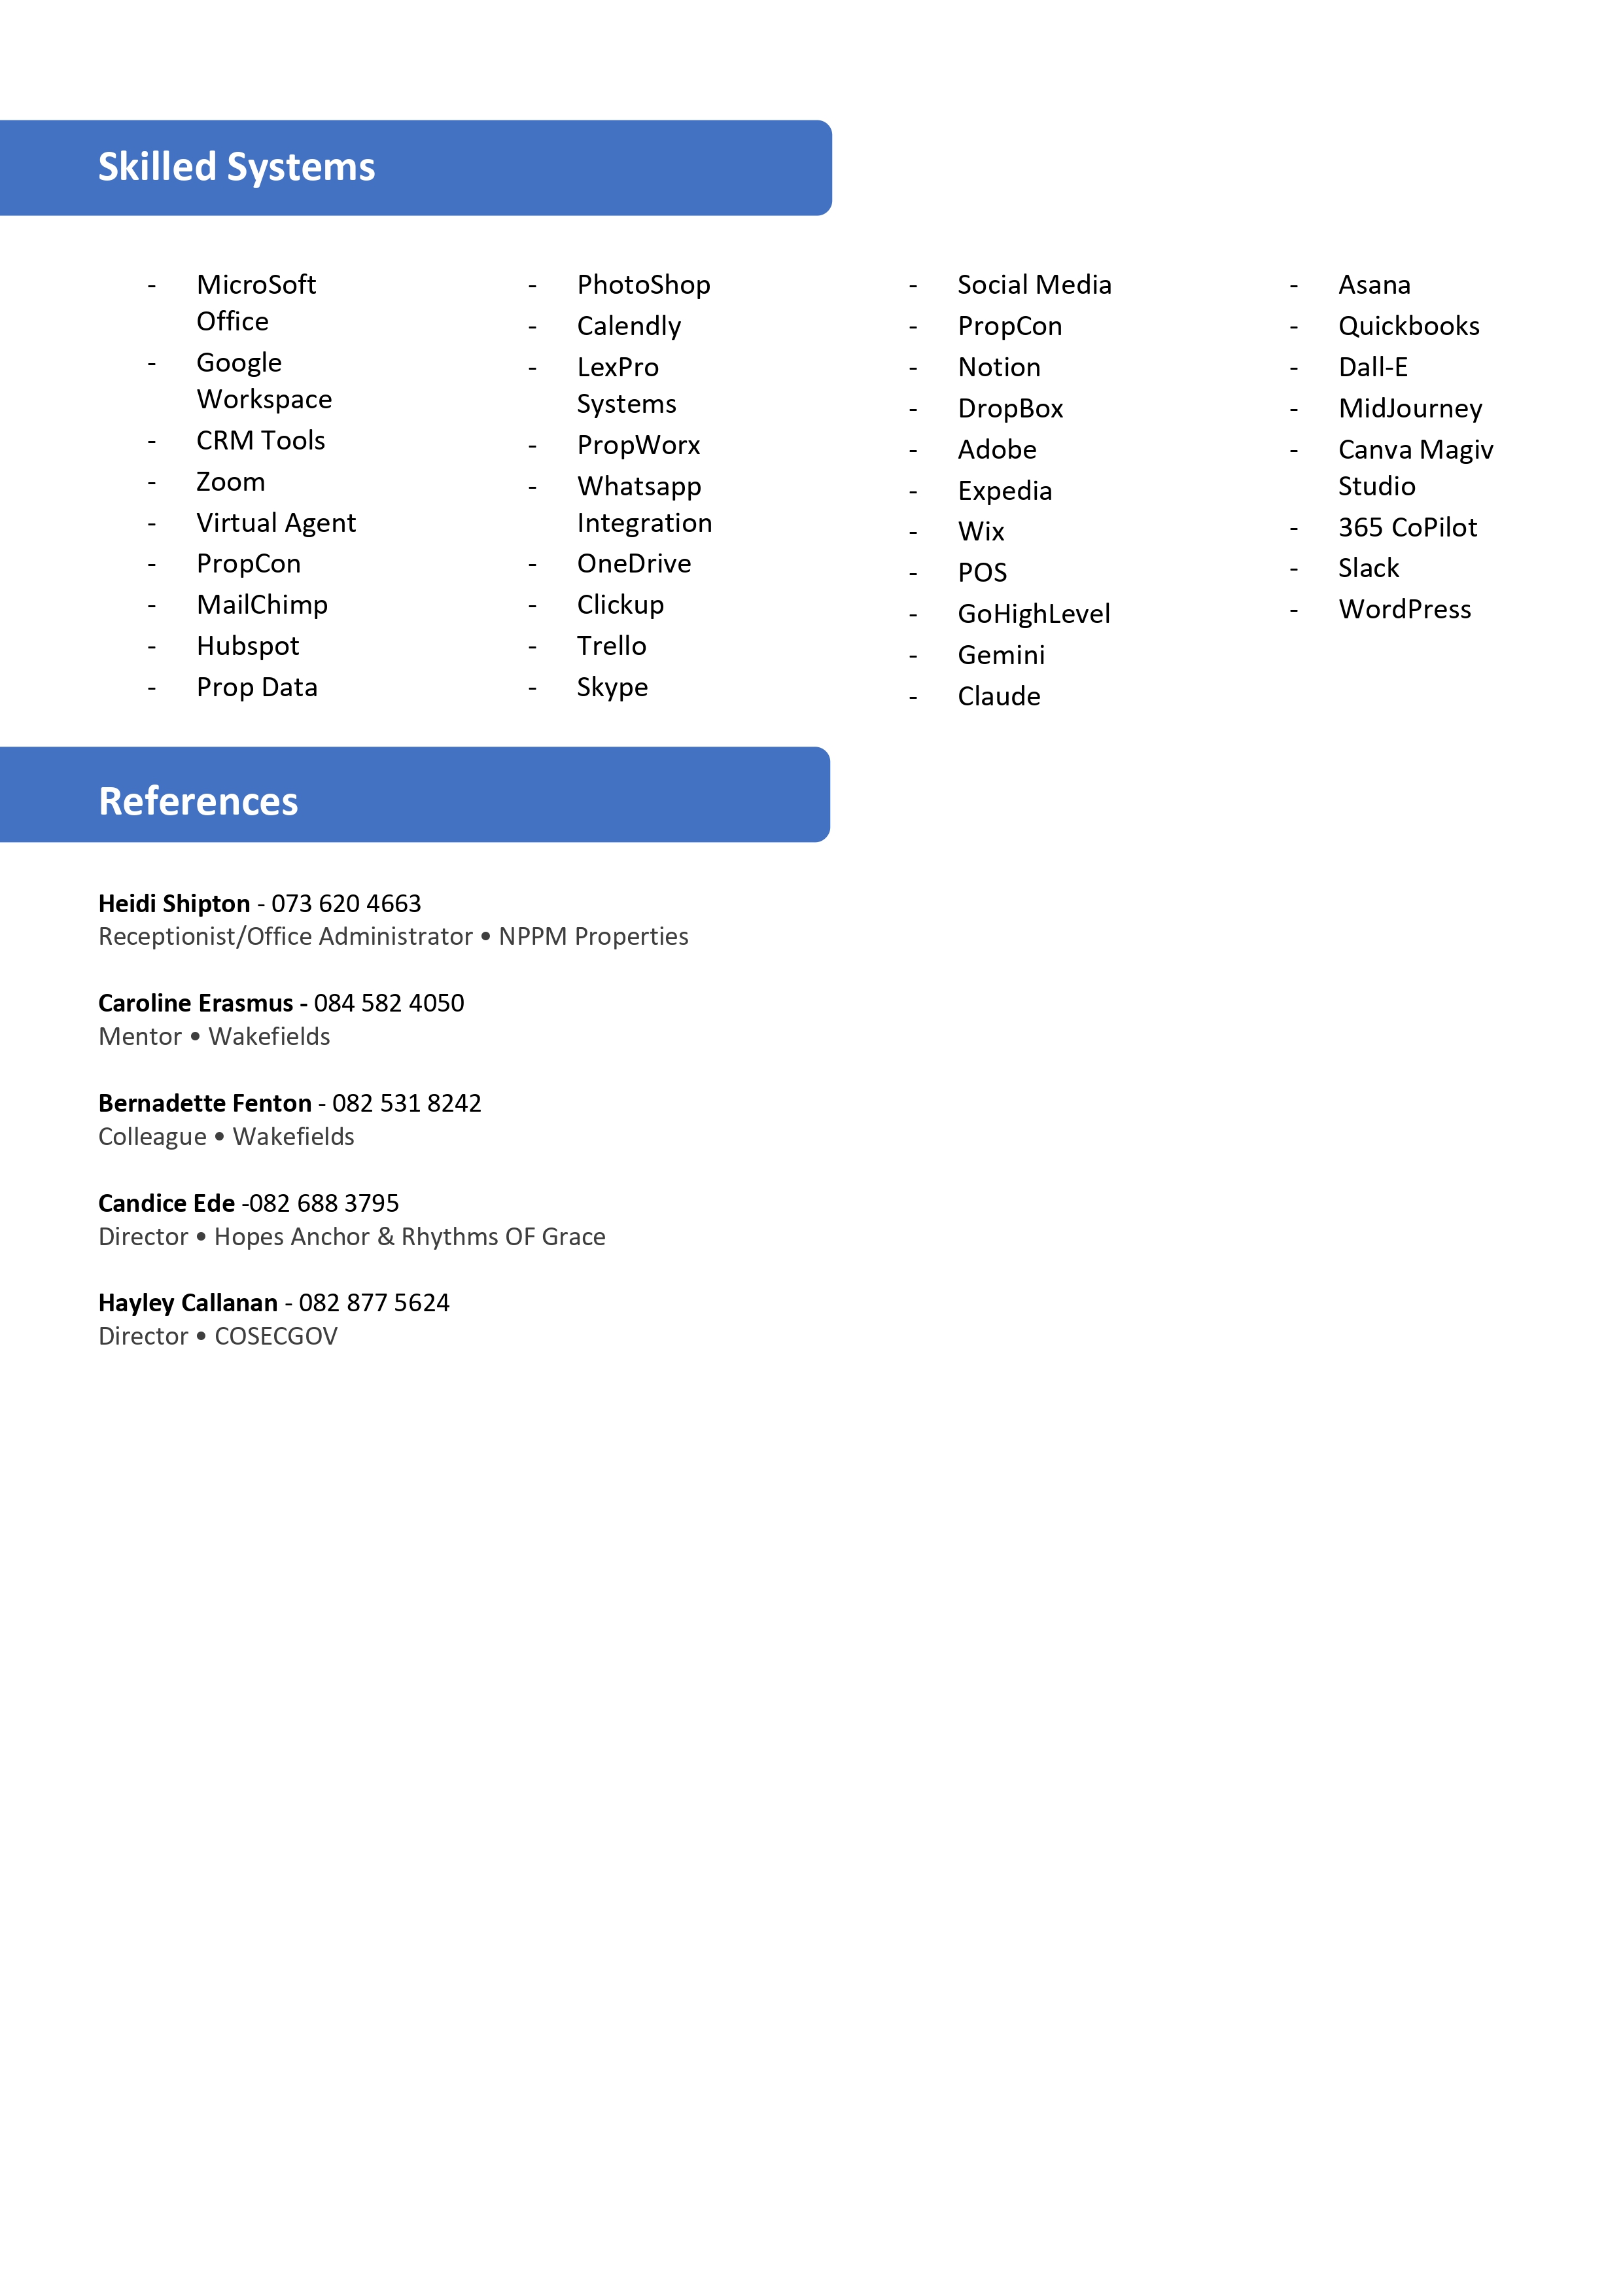 Skilled Systems
- MicroSoft
Office
- Google
Workspace
- CRM Tools
- Zoom
- Virtual Agent
- PropCon
- MailChimp
- Hubspot
- Prop Data
- PhotoShop
- Calendly
- LexPro
Systems
- PropWorx
- Whatsapp
Integration
- OneDrive
- Clickup
- Trello
- Skype
- Social Media
- PropCon
- Notion
- DropBox
- Adobe
- Expedia
- Wix
- POS
- GoHighLevel
- Gemini
- Claude
- Asana
- Quickbooks
- Dall-E
- MidJourney
- Canva Magiv
Studio
- 365 CoPilot
- Slack
- WordPress
References
Heidi Shipton - 073 620 4663
Receptionist/Office Administrator • NPPM Properties
Caroline Erasmus - 084 582 4050
Mentor • Wakefields
Bernadette Fenton - 082 531 8242
Colleague • Wakefields
Candice Ede -082 688 3795
Director • Hopes Anchor & Rhythms OF Grace
Hayley Callanan - 082 877 5624
Director • COSECGOV